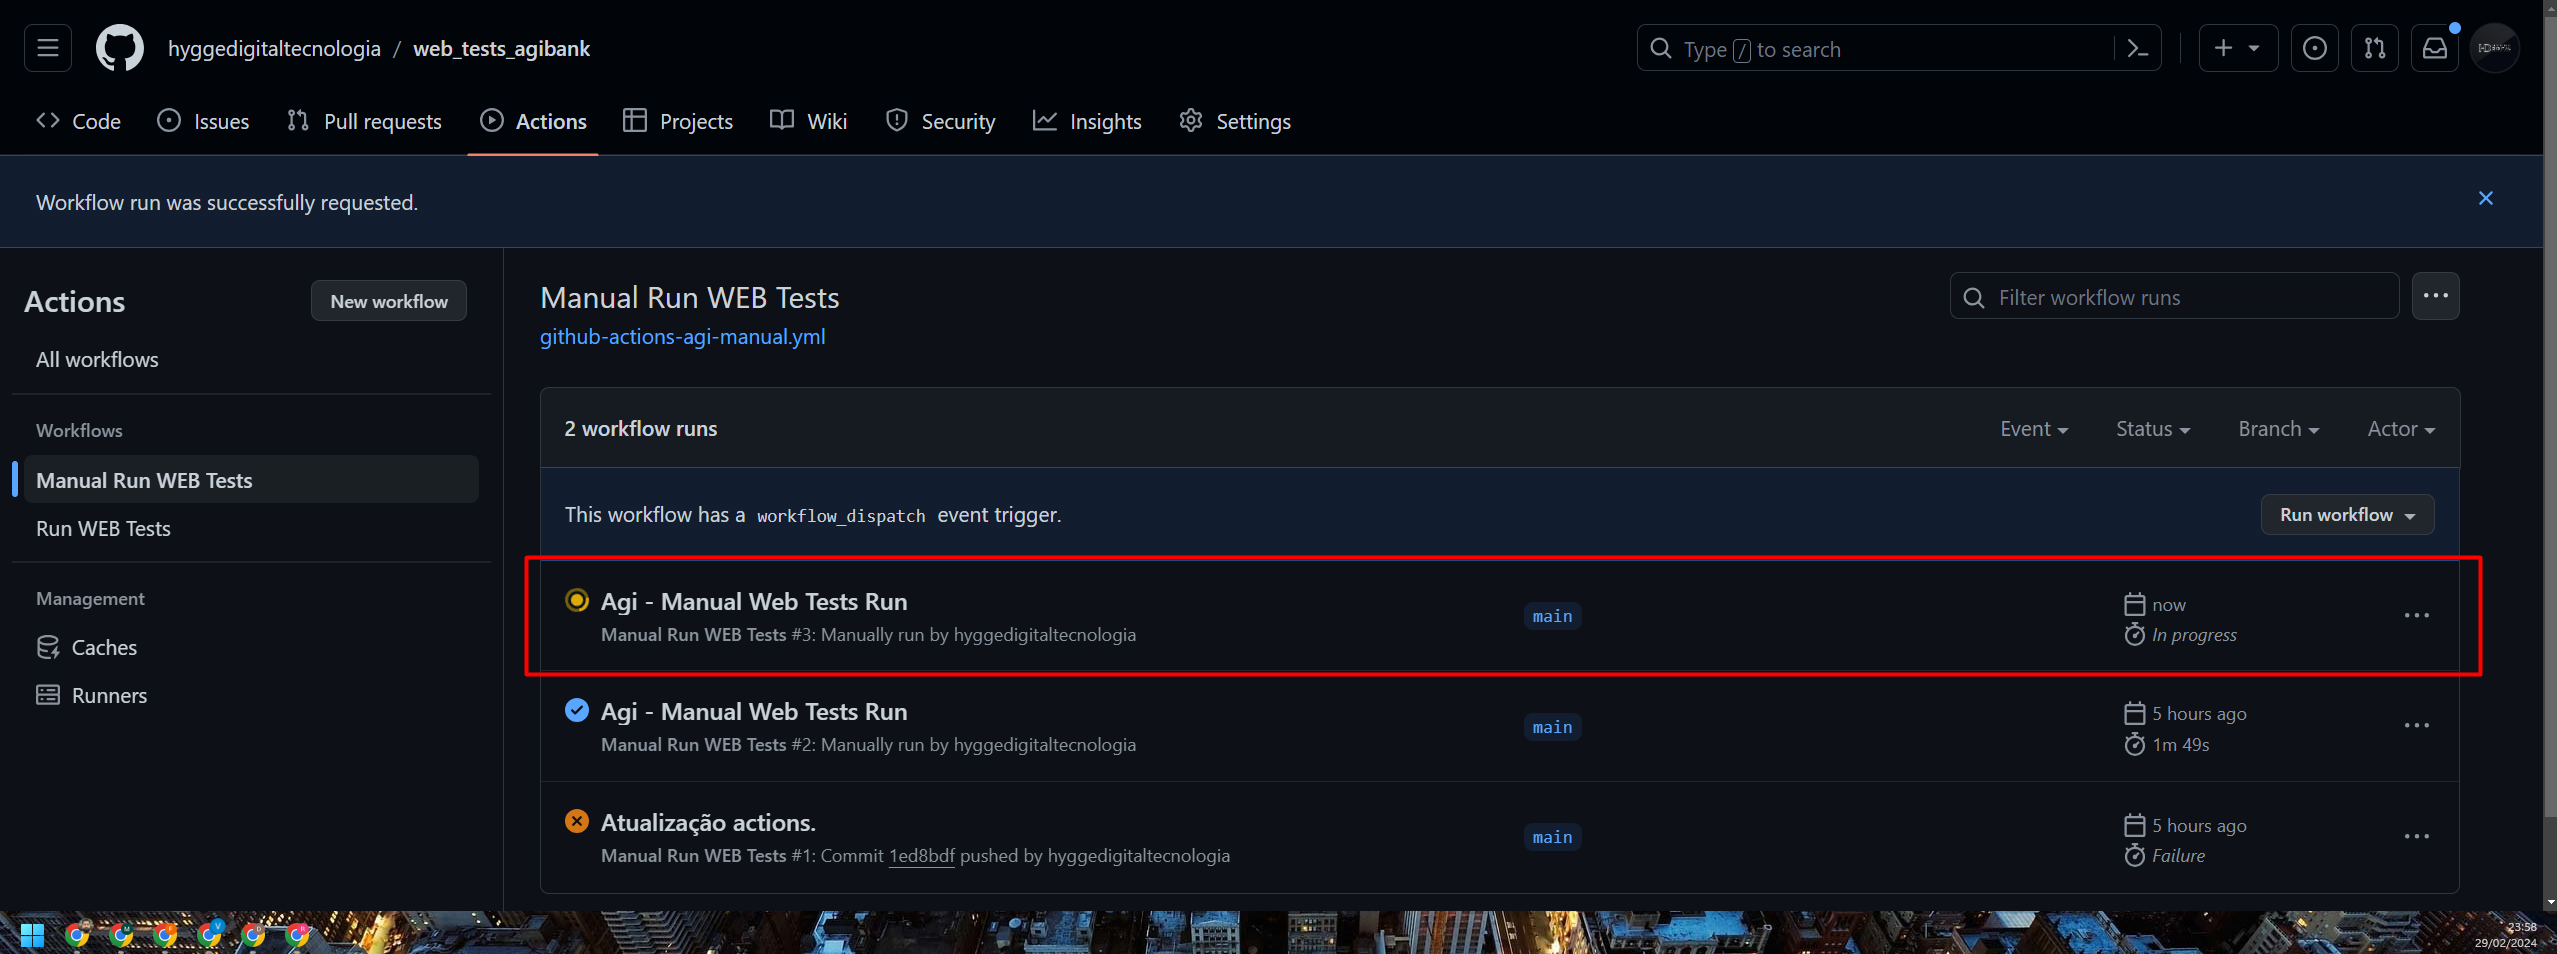 hyggedigitaltecnologia / web_tests_agibank
Type / to search
Code
Issues
Pull requests
Actions
Projects
Wiki
Security
Insights
Settings
Workflow run was successfully requested.
Actions
New workflow
All workflows
Workflows
Manual Run WEB Tests
Run WEB Tests
Management
Caches
Runners
Manual Run WEB Tests
github-actions-agi-manual.yml
Filter workflow runs
2 workflow runs
Event
Status
Branch
Actor
This workflow has a workflow_dispatch event trigger.
Run workflow
Agi - Manual Web Tests Run
Manual Run WEB Tests #3: Manually run by hyggedigitaltecnologia
main
now
In progress
Agi - Manual Web Tests Run
Manual Run WEB Tests #2: Manually run by hyggedigitaltecnologia
main
5 hours ago
1m 49s
Atualização actions.
Manual Run WEB Tests #1: Commit 1ed8bdf pushed by hyggedigitaltecnologia
main
5 hours ago
Failure
23:58
29/02/2024